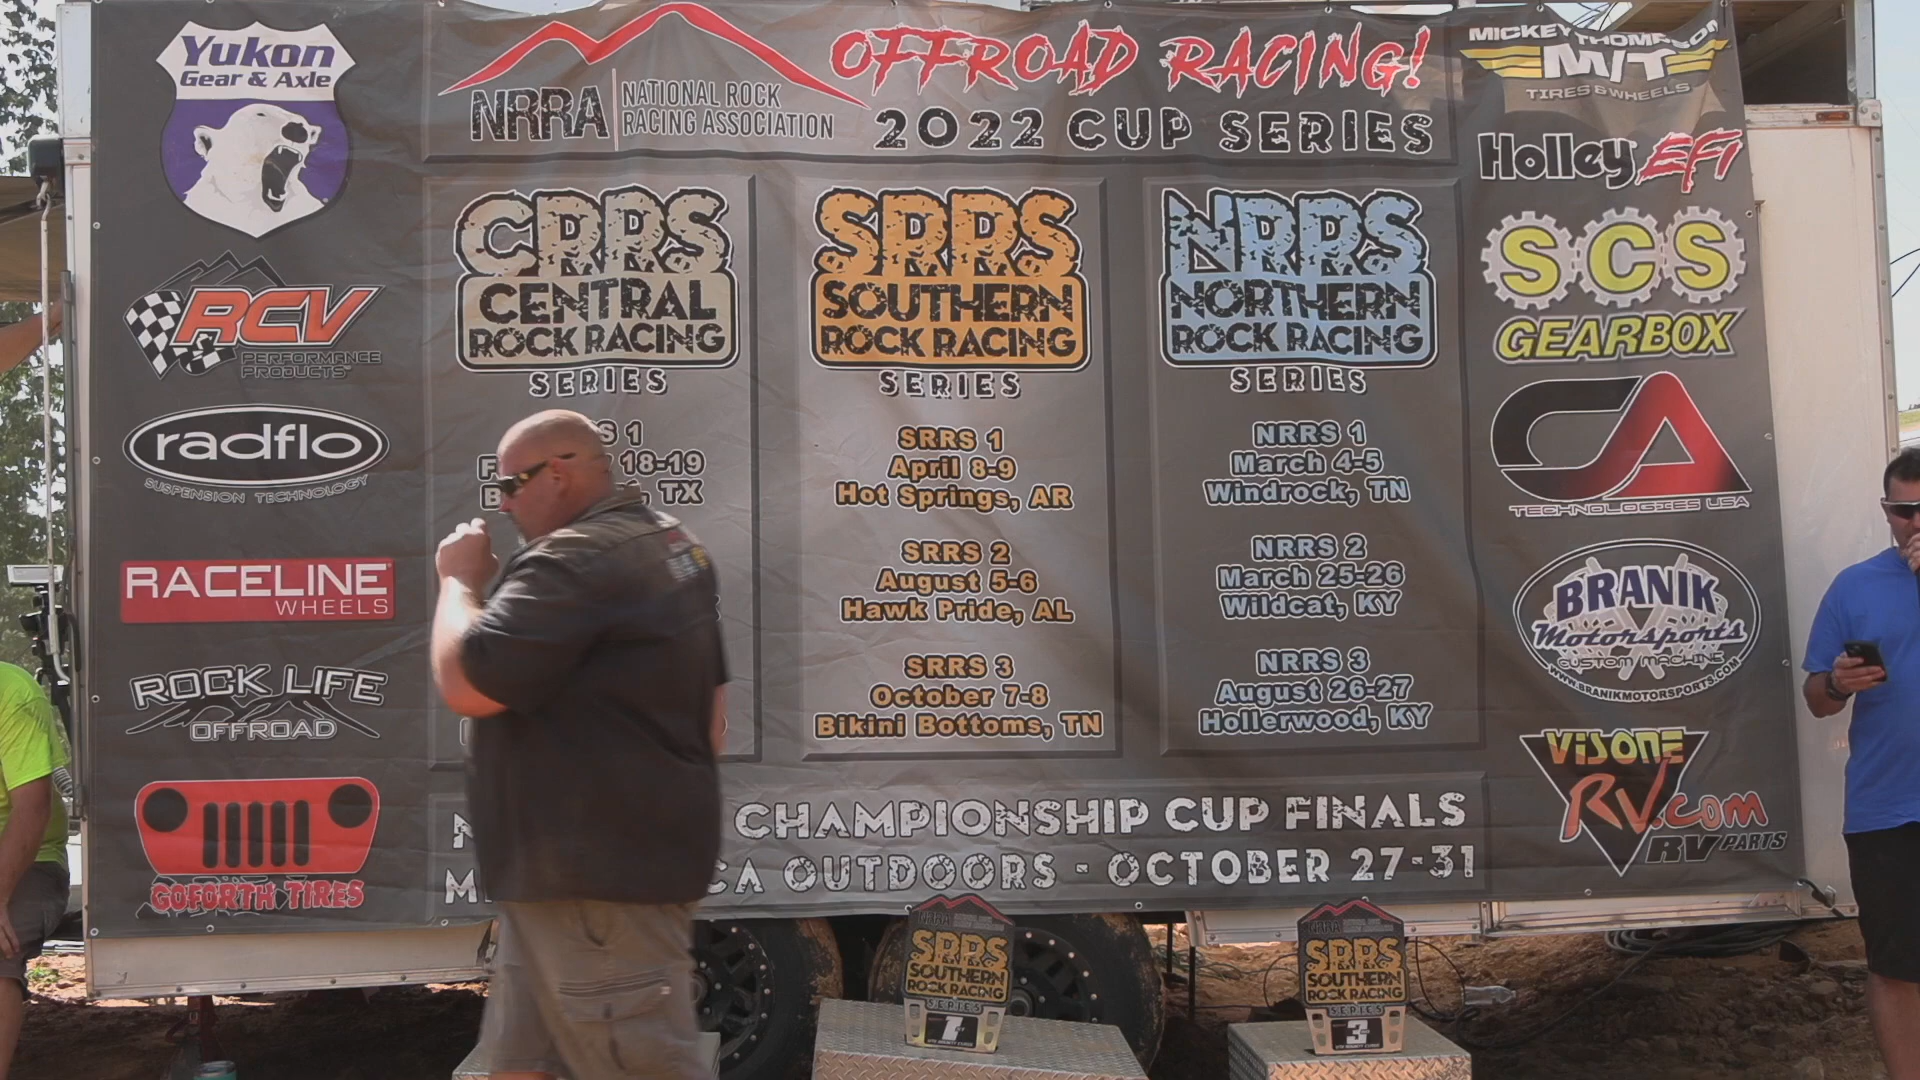 Yukon
Gear & Axle
NRRA
NATIONAL ROCK
RACING ASSOCIATION
OFFROAD RACING!
2022 CUP SERIES
MICKEY THOMPSON
M/T
TIRES & WHEELS
Holley EFI
SCS
GEARBOX
CA
TECHNOLOGIES USA
BRANIK
Motorsports
CUSTOM MACHINE
WWW.BRANIKMOTORSPORTS.COM
VISONE
RV.COM
RV PARTS
RCV
PERFORMANCE
PRODUCTS
radflo
SUSPENSION TECHNOLOGY
RACELINE
WHEELS
ROCK LIFE
OFFROAD
GOFORTH TIRES
CRRS
CENTRAL
ROCK RACING
SERIES
S 1
18-19
TX
SRRS
SOUTHERN
ROCK RACING
SERIES
SRRS 1
April 8-9
Hot Springs, AR
SRRS 2
August 5-6
Hawk Pride, AL
SRRS 3
October 7-8
Bikini Bottoms, TN
NRRS
NORTHERN
ROCK RACING
SERIES
NRRS 1
March 4-5
Windrock, TN
NRRS 2
March 25-26
Wildcat, KY
NRRS 3
August 26-27
Hollerwood, KY
CHAMPIONSHIP CUP FINALS
CA OUTDOORS - OCTOBER 27-31
NRRA
SRRS
SOUTHERN
ROCK RACING
SERIES
1
NRRA
SRRS
SOUTHERN
ROCK RACING
SERIES
3